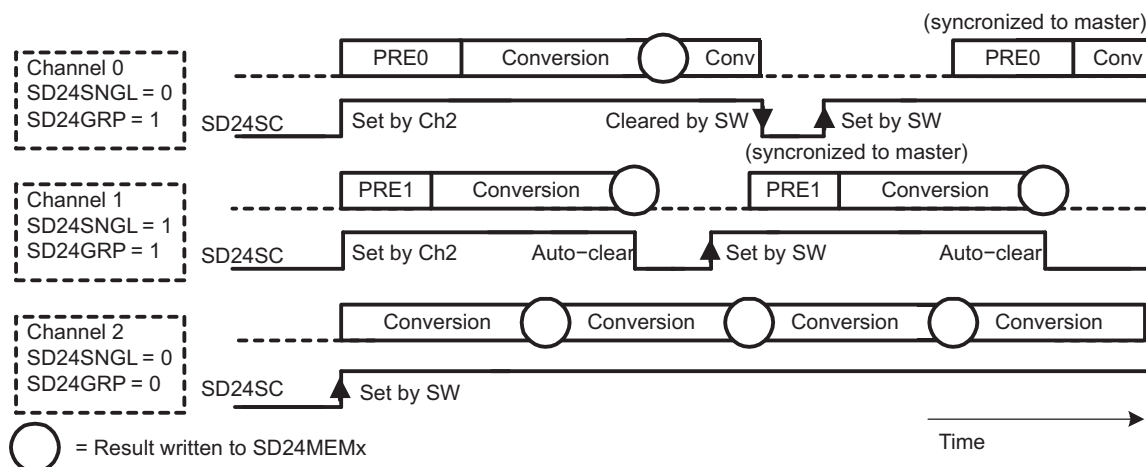 (syncronized to master)
Channel 0
SD24SNGL = 0
SD24GRP = 1
PRE0 Conversion Conv PRE0 Conv
SD24SC Set by Ch2 Cleared by SW Set by SW
(syncronized to master)
Channel 1
SD24SNGL = 1
SD24GRP = 1
PRE1 Conversion PRE1 Conversion
SD24SC Set by Ch2 Auto−clear Set by SW Auto−clear
Channel 2
SD24SNGL = 0
SD24GRP = 0
Conversion Conversion Conversion Conversion
SD24SC Set by SW
= Result written to SD24MEMx
Time